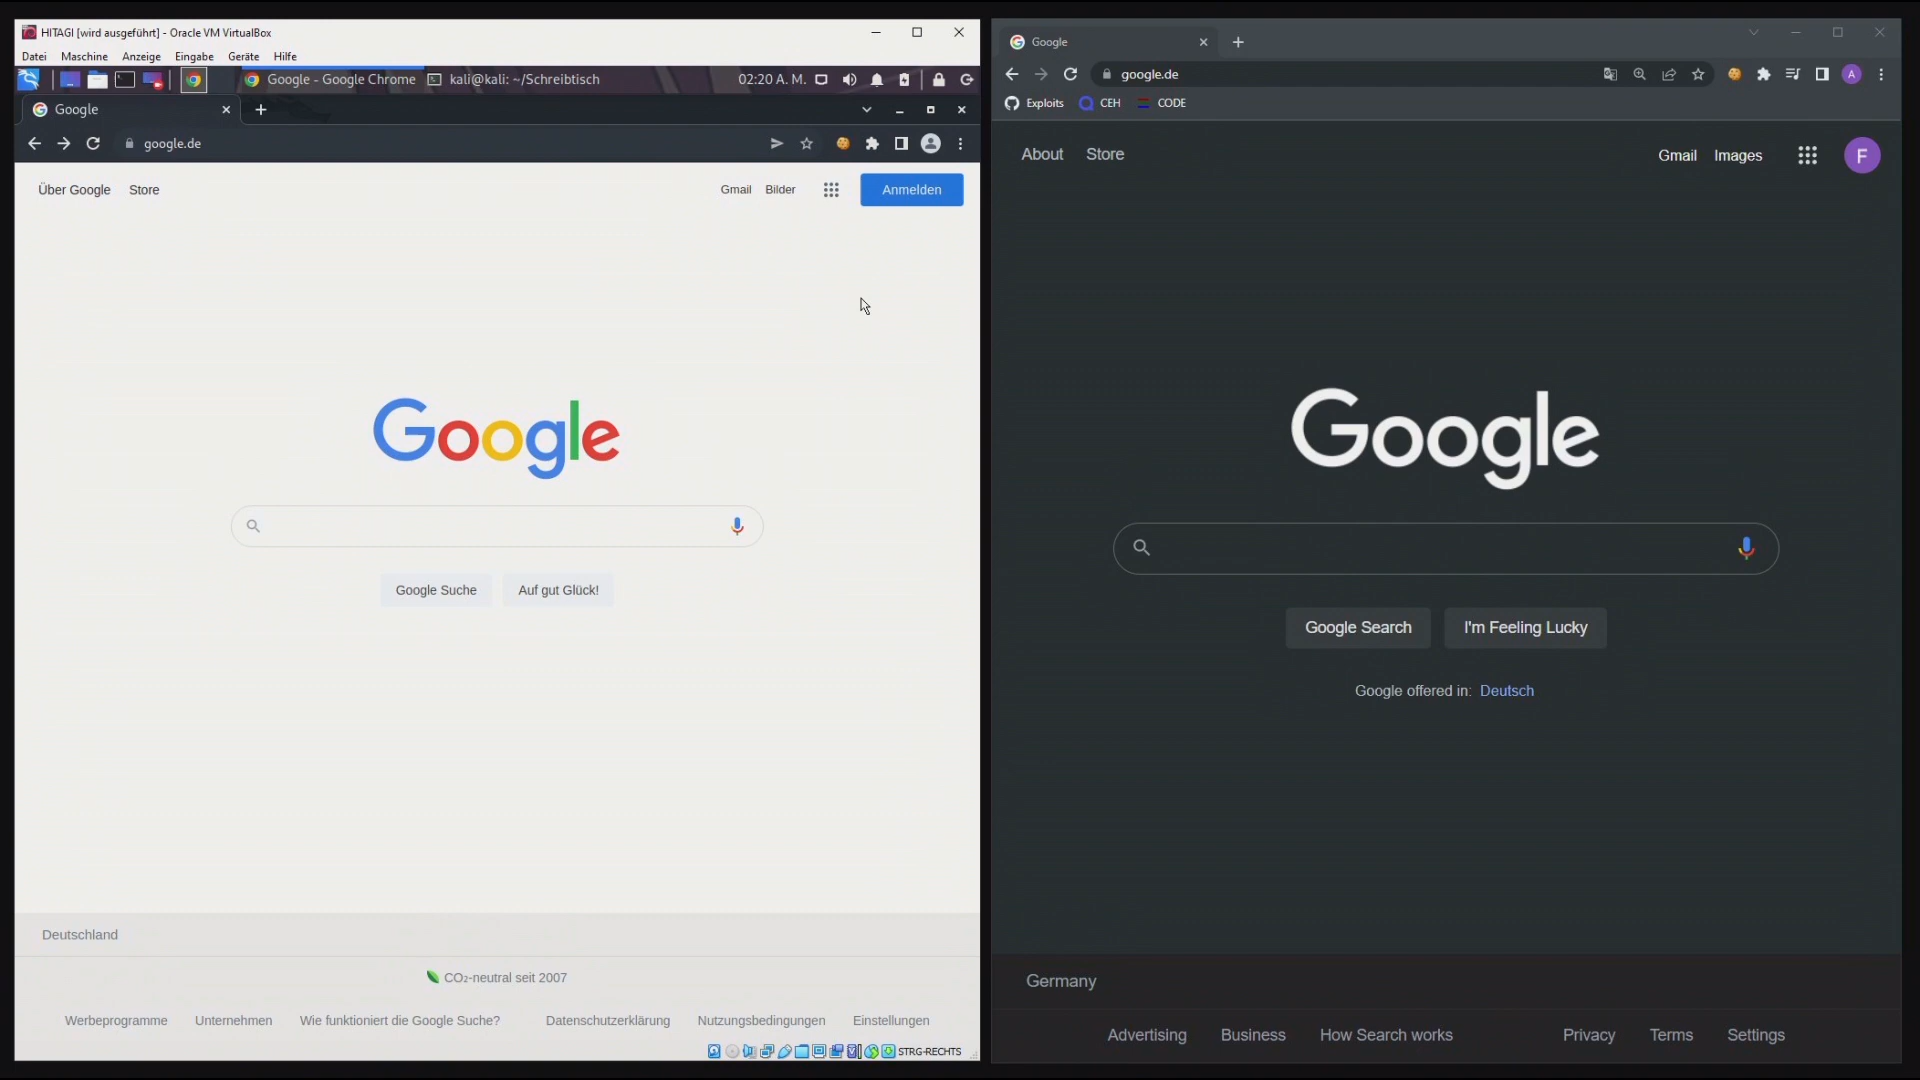 HITAGI [wird ausgeführt] - Oracle VM VirtualBox
Datei Maschine Anzeige Eingabe Geräte Hilfe
Google - Google Chrome kali@kali: ~/Schreibtisch 02:20 A. M.
Google
google.de
Über Google Store Gmail Bilder Anmelden
Google
Google Suche Auf gut Glück!
Deutschland
CO₂-neutral seit 2007
Werbeprogramme Unternehmen Wie funktioniert die Google Suche? Datenschutzerklärung Nutzungsbedingungen Einstellungen
STRG-RECHTS
Google
google.de A
Exploits CEH CODE
About Store Gmail Images F
Google
Google Search I'm Feeling Lucky
Google offered in: Deutsch
Germany
Advertising Business How Search works Privacy Terms Settings